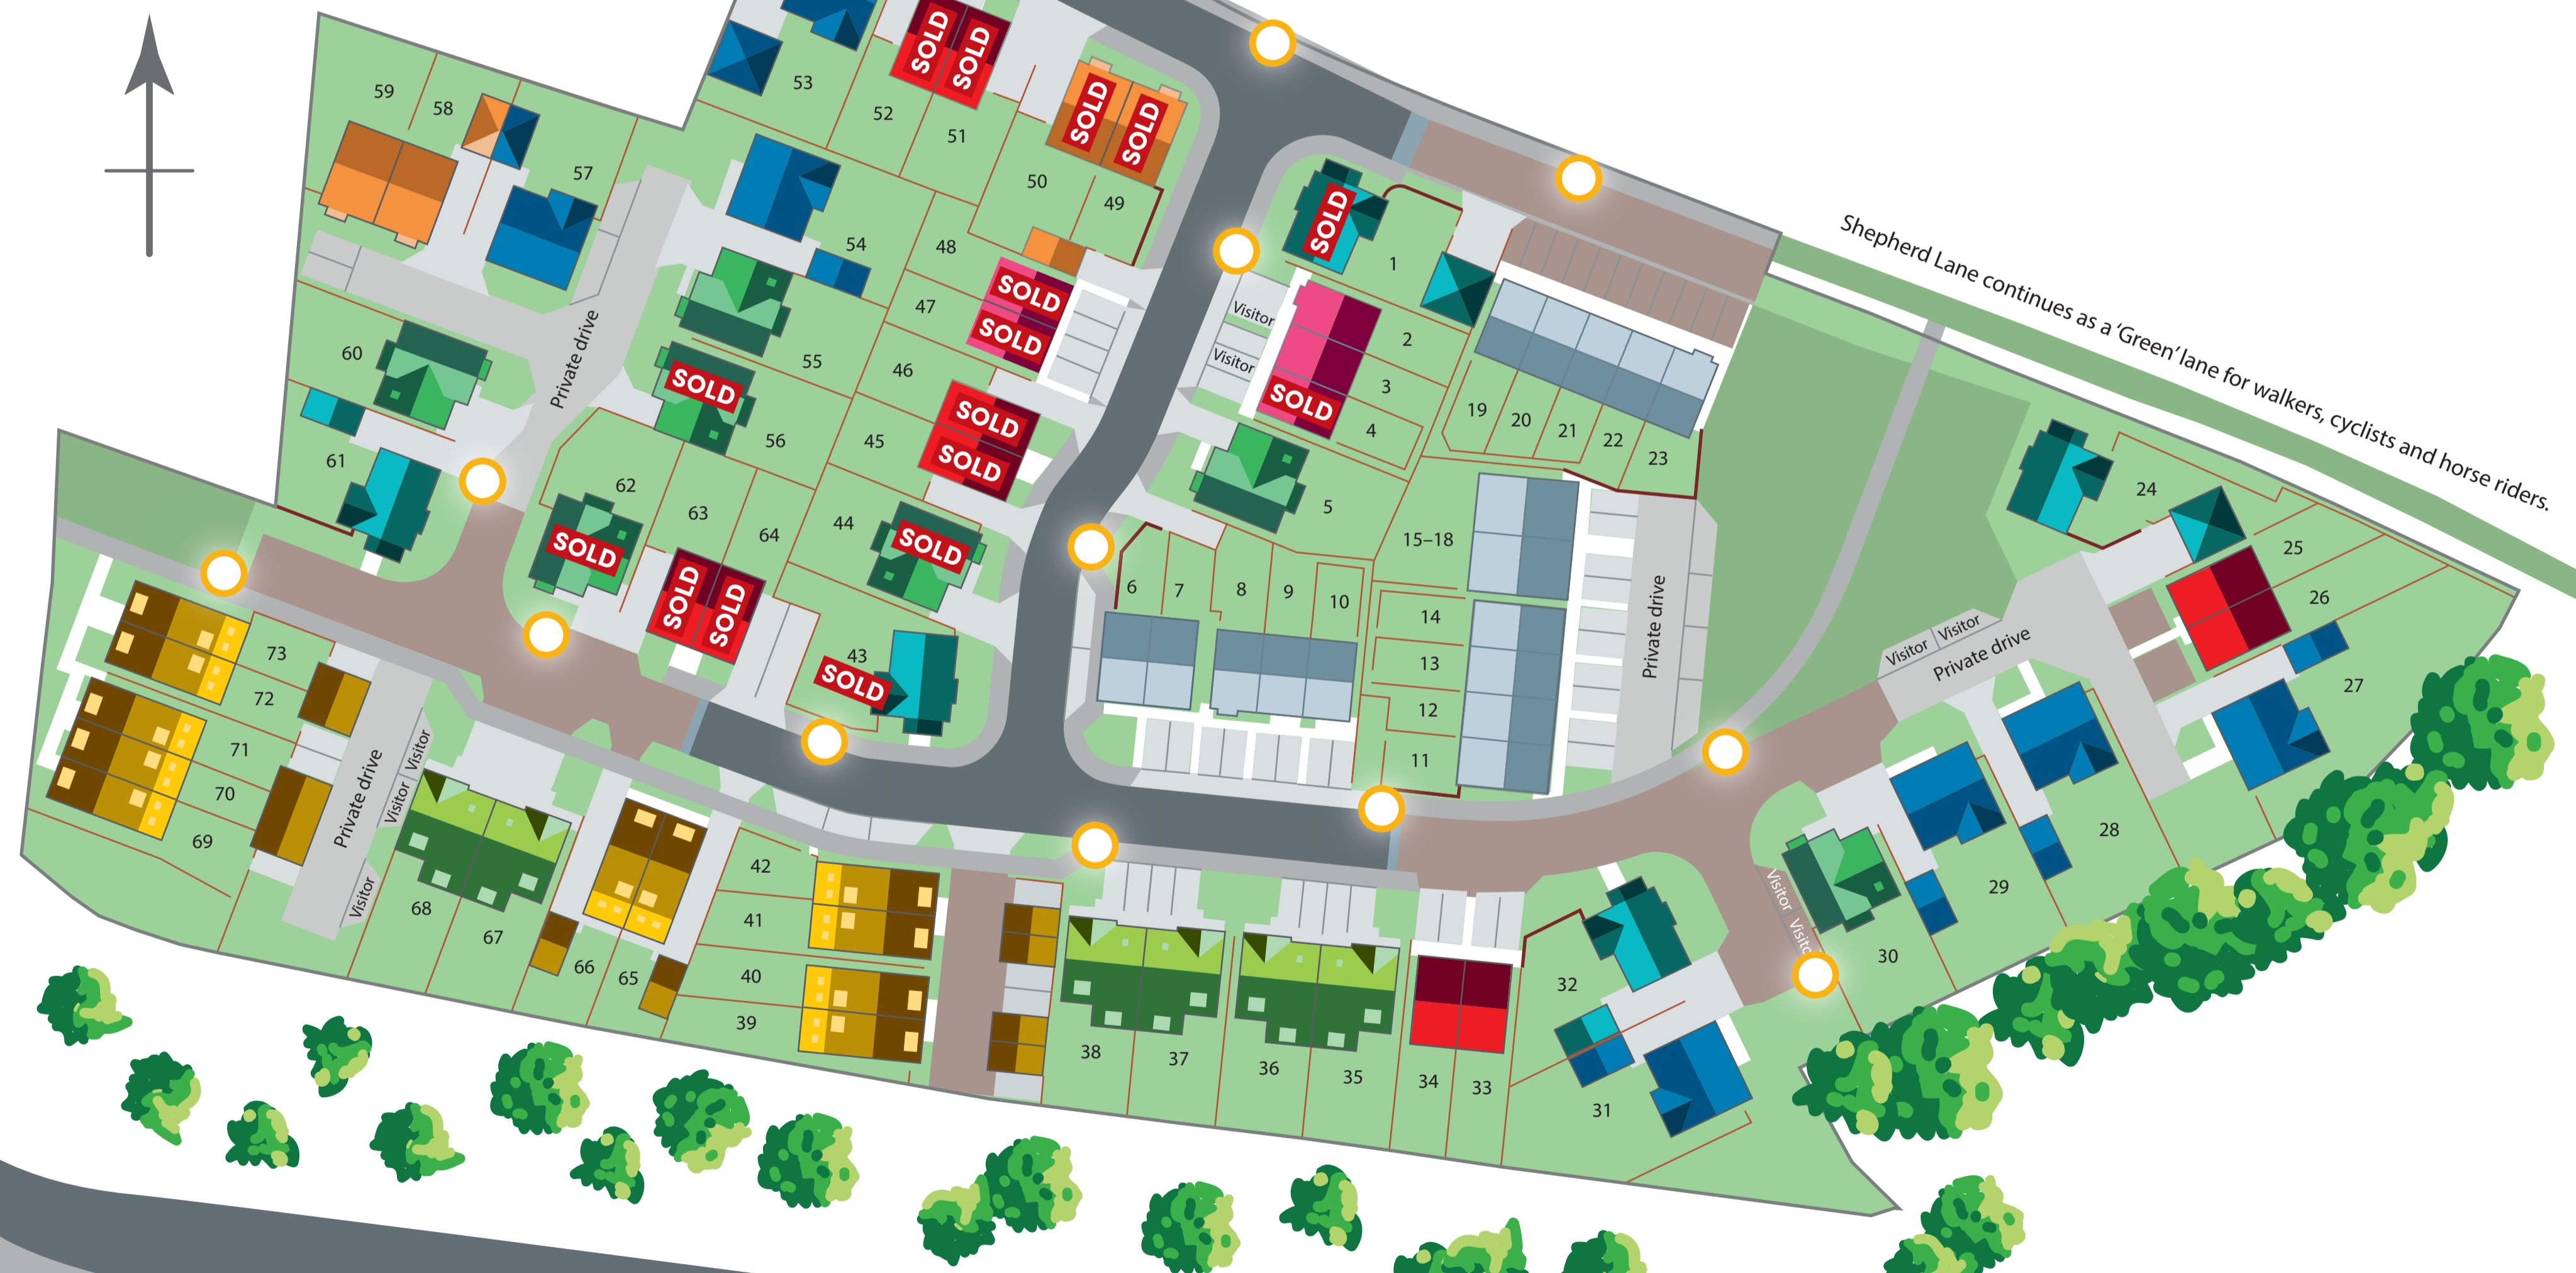 SOLD
SOLD
53
59
58
52
SOLD
SOLD
51
57
50
49
SOLD
Shepherd Lane continues as a ‘Green’ lane for walkers, cyclists and horse riders.
54
48
1
SOLD
47
SOLD
Visitor
2
Private drive
60
55
46
Visitor
3
SOLD
SOLD
4
19
20
21
22
23
SOLD
56
45
SOLD
61
62
63
64
44
5
24
SOLD
SOLD
15–18
25
SOLD
SOLD
6
7
8
9
10
14
26
Private drive
73
43
SOLD
13
Visitor
Visitor
Private drive
72
12
27
71
Visitor
11
70
Visitor
Private drive
69
Visitor
42
28
68
67
41
29
Visitor
Visitor
66
65
40
30
39
32
38
37
36
35
34
33
31